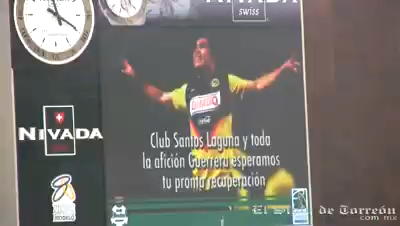 NIVADA
SWISS
NIVADA
Club Santos Laguna y toda
la afición Guerrera esperamos
tu pronta recuperación
MODELO
El Siglo de Torreón
.com.mx